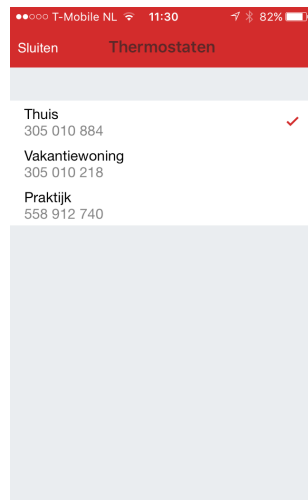 T-Mobile NL 11:30 82%
Sluiten Thermostaten
Thuis
305 010 884
Vakantiewoning
305 010 218
Praktijk
558 912 740